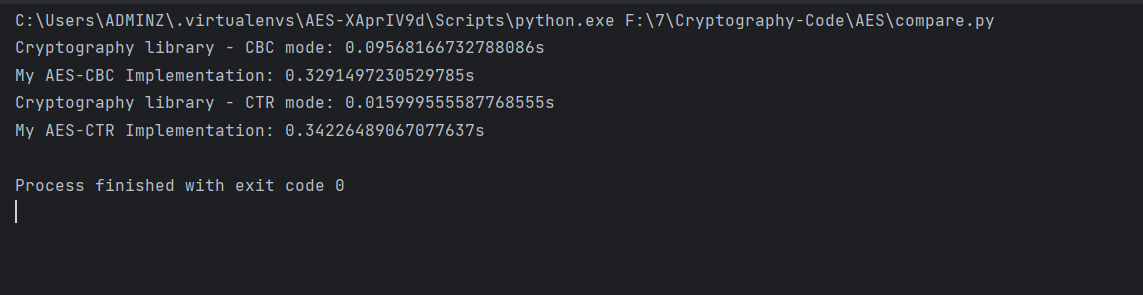 C:\Users\ADMINZ\.virtualenvs\AES-XAprIV9d\Scripts\python.exe F:\7\Cryptography-Code\AES\compare.py
Cryptography library - CBC mode: 0.09568166732788086s
My AES-CBC Implementation: 0.3291497230529785s
Cryptography library - CTR mode: 0.015999555587768555s
My AES-CTR Implementation: 0.34226489067077637s
Process finished with exit code 0